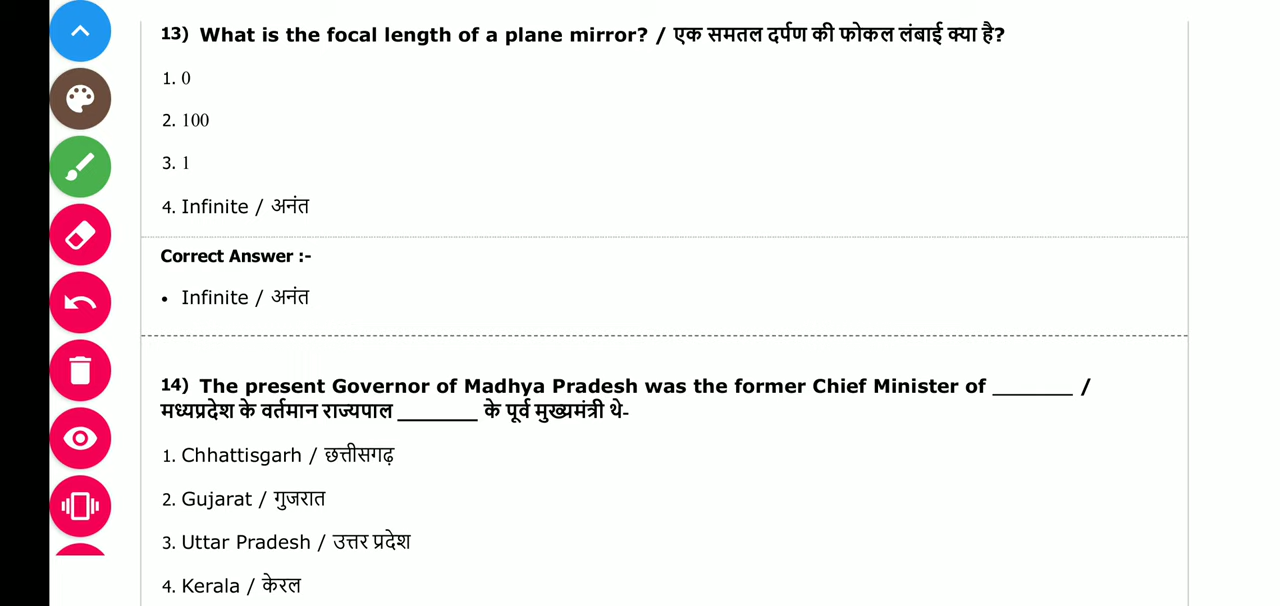 13) What is the focal length of a plane mirror? / एक समतल दर्पण की फोकल लंबाई क्या है?
1. 0
2. 100
3. 1
4. Infinite / अनंत
Correct Answer :-
• Infinite / अनंत
14) The present Governor of Madhya Pradesh was the former Chief Minister of _______ /
मध्यप्रदेश के वर्तमान राज्यपाल _______ के पूर्व मुख्यमंत्री थे-
1. Chhattisgarh / छत्तीसगढ़
2. Gujarat / गुजरात
3. Uttar Pradesh / उत्तर प्रदेश
4. Kerala / केरल